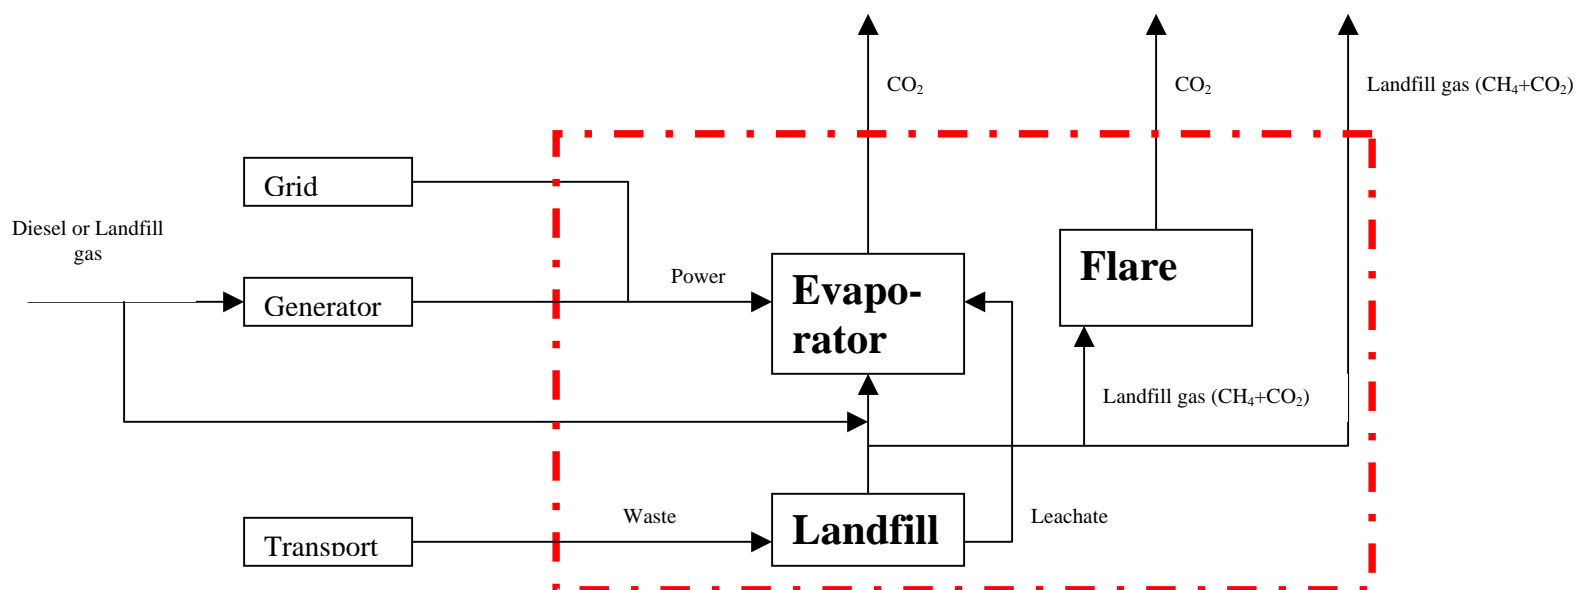 CO₂
CO₂
Landfill gas (CH₄+CO₂)
Grid
Diesel or Landfill
gas
Generator
Power
Evapo-
rator
Flare
Landfill gas (CH₄+CO₂)
Transport
Waste
Landfill
Leachate